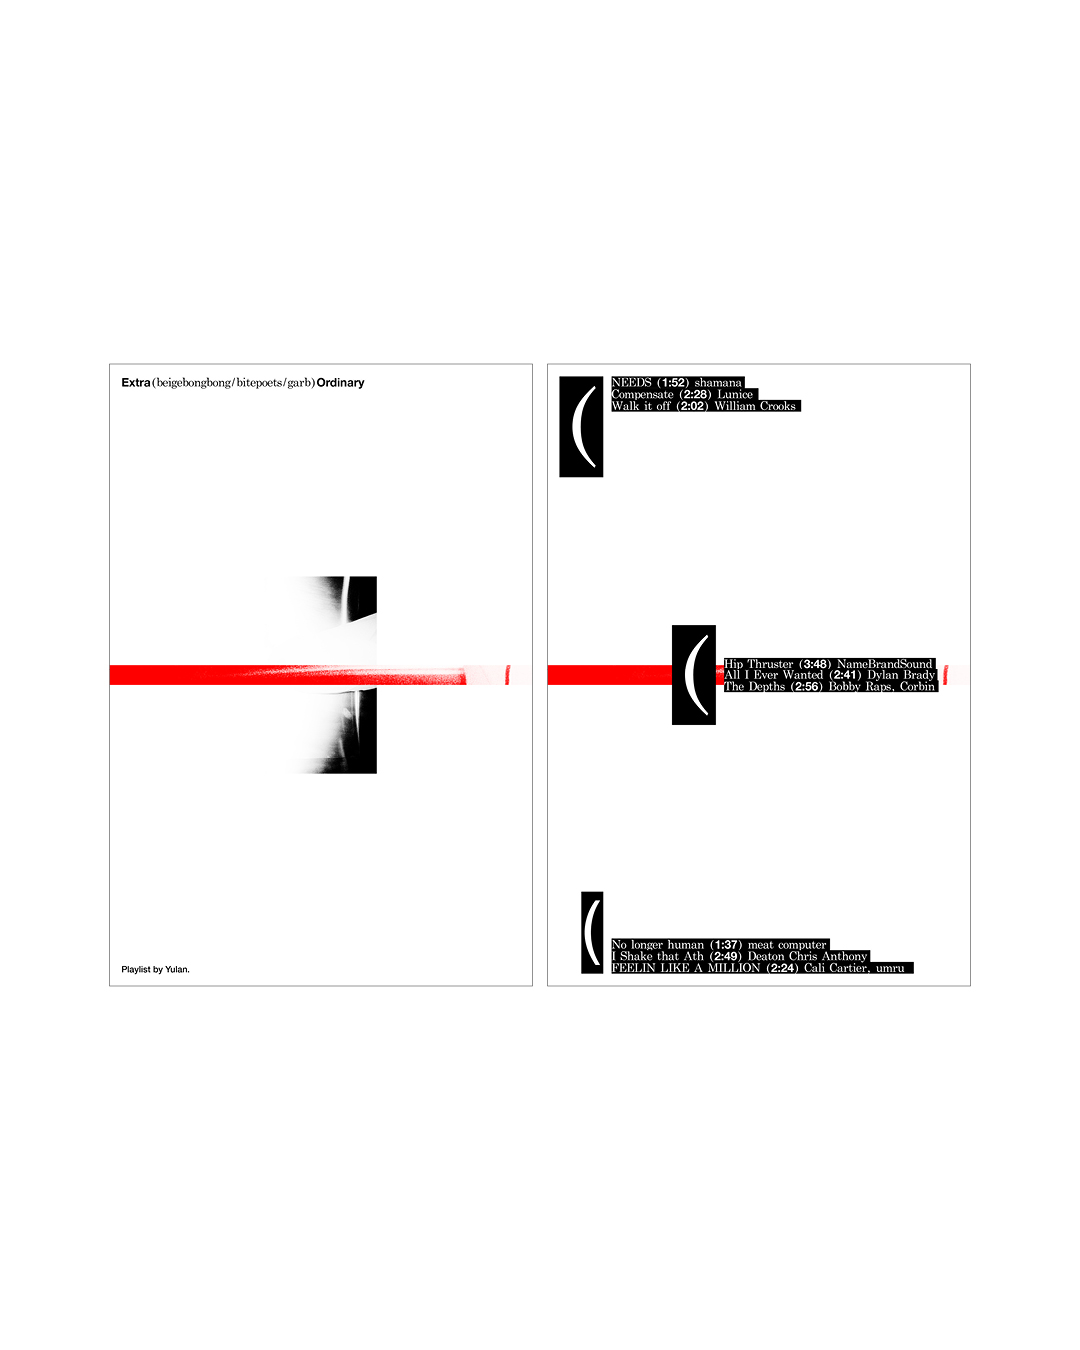 Extra(beigebongbong/bitepoets/garb)Ordinary
Playlist by Yulan.
(
NEEDS (1:52) shamana
Compensate (2:28) Lunice
Walk it off (2:02) William Crooks
(
Hip Thruster (3:48) NameBrandSound
All I Ever Wanted (2:41) Dylan Brady
The Depths (2:56) Bobby Raps, Corbin
(
No longer human (1:37) meat computer
I Shake that Ath (2:49) Deaton Chris Anthony
FEELIN LIKE A MILLION (2:24) Cali Cartier, umru